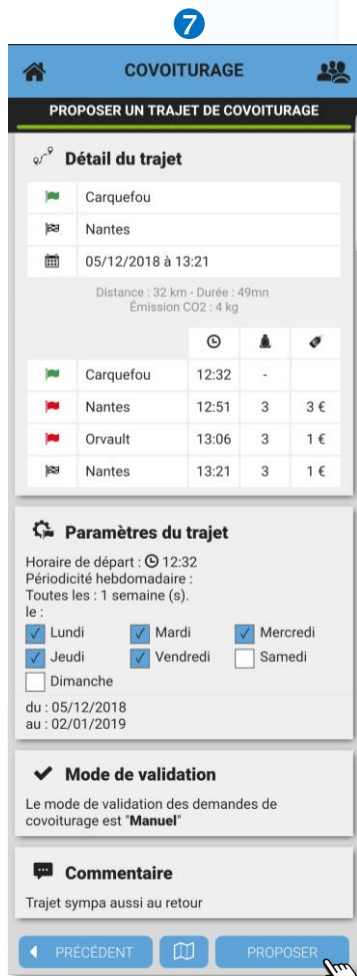 7
COVOITURAGE
PROPOSER UN TRAJET DE COVOITURAGE
Détail du trajet
Carquefou
Nantes
05/12/2018 à 13:21
Distance : 32 km - Durée : 49mn
Émission CO2 : 4 kg
Carquefou 12:32 -
Nantes 12:51 3 3 €
Orvault 13:06 3 1 €
Nantes 13:21 3 1 €
Paramètres du trajet
Horaire de départ : 12:32
Périodicité hebdomadaire :
Toutes les : 1 semaine (s).
le :
Lundi Mardi Mercredi
Jeudi Vendredi Samedi
Dimanche
du : 05/12/2018
au : 02/01/2019
Mode de validation
Le mode de validation des demandes de
covoiturage est "Manuel"
Commentaire
Trajet sympa aussi au retour
PRÉCÉDENT PROPOSER